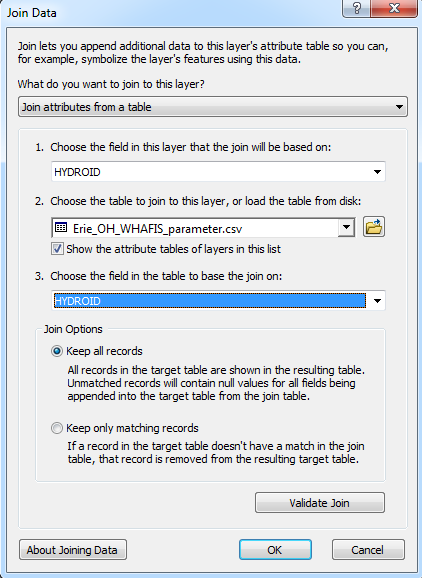 Join Data
Join lets you append additional data to this layer's attribute table so you can,
for example, symbolize the layer's features using this data.
What do you want to join to this layer?
Join attributes from a table
1. Choose the field in this layer that the join will be based on:
HYDROID
2. Choose the table to join to this layer, or load the table from disk:
Erie_OH_WHAFIS_parameter.csv
Show the attribute tables of layers in this list
3. Choose the field in the table to base the join on:
HYDROID
Join Options
Keep all records
All records in the target table are shown in the resulting table.
Unmatched records will contain null values for all fields being
appended into the target table from the join table.
Keep only matching records
If a record in the target table doesn't have a match in the join
table, that record is removed from the resulting target table.
Validate Join
About Joining Data
OK
Cancel